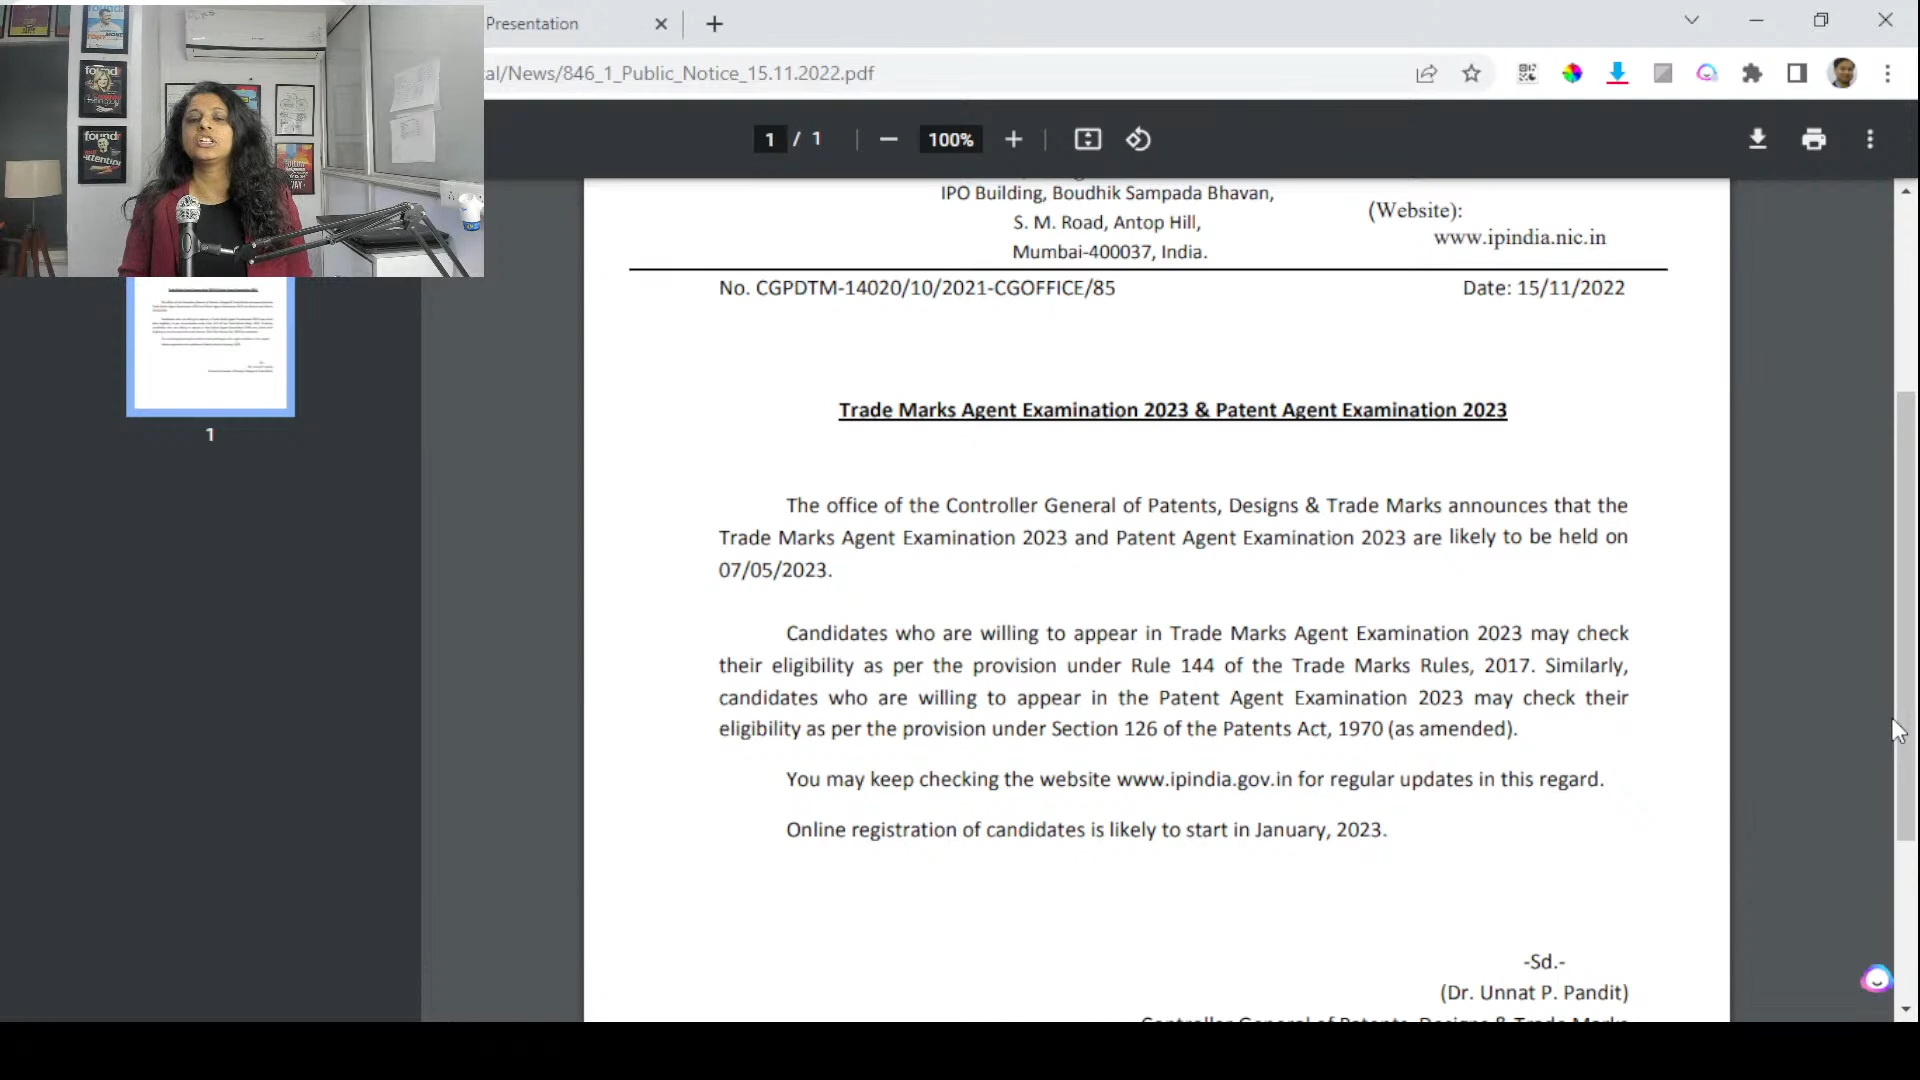 Presentation
al/News/846_1_Public_Notice_15.11.2022.pdf
1 / 1
100%
IPO Building, Boudhik Sampada Bhavan,
S. M. Road, Antop Hill,
Mumbai-400037, India.
(Website):
www.ipindia.nic.in
No. CGPDTM-14020/10/2021-CGOFFICE/85
Date: 15/11/2022
Trade Marks Agent Examination 2023 & Patent Agent Examination 2023
The office of the Controller General of Patents, Designs & Trade Marks announces that the
Trade Marks Agent Examination 2023 and Patent Agent Examination 2023 are likely to be held on
07/05/2023.
Candidates who are willing to appear in Trade Marks Agent Examination 2023 may check
their eligibility as per the provision under Rule 144 of the Trade Marks Rules, 2017. Similarly,
candidates who are willing to appear in the Patent Agent Examination 2023 may check their
eligibility as per the provision under Section 126 of the Patents Act, 1970 (as amended).
You may keep checking the website www.ipindia.gov.in for regular updates in this regard.
Online registration of candidates is likely to start in January, 2023.
-Sd.-
(Dr. Unnat P. Pandit)
Controller General of Patents, Designs & Trade Marks
1
foundr
foundr